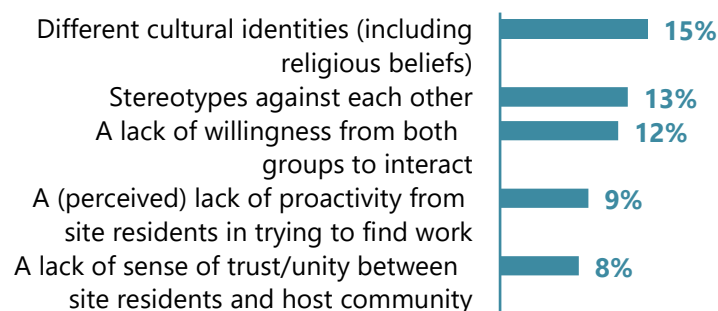 Different cultural identities (including 15%
religious beliefs)
Stereotypes against each other 13%
A lack of willingness from both 12%
groups to interact
A (perceived) lack of proactivity from 9%
site residents in trying to find work
A lack of sense of trust/unity between 8%
site residents and host community